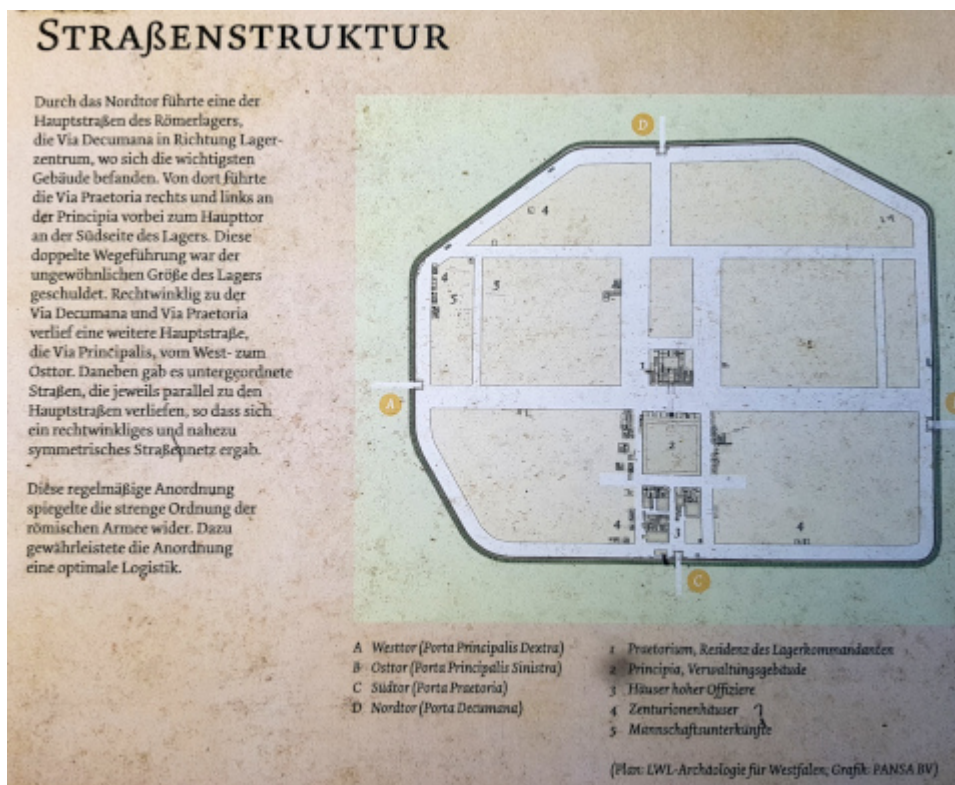 STRAßENSTRUKTUR
Durch das Nordtor führte eine der
Hauptstraßen des Römerlagers,
die Via Decumana in Richtung Lager-
zentrum, wo sich die wichtigsten
Gebäude befanden. Von dort führte
die Via Praetoria rechts und links an
der Principia vorbei zum Haupttor
an der Südseite des Lagers. Diese
doppelte Wegeführung war der
ungewöhnlichen Größe des Lagers
geschuldet. Rechtwinklig zu der
Via Decumana und Via Praetoria
verlief eine weitere Hauptstraße,
die Via Principalis, vom West- zum
Osttor. Daneben gab es untergeordnete
Straßen, die jeweils parallel zu den
Hauptstraßen verliefen, so dass sich
ein rechtwinkliges und nahezu
symmetrisches Straßennetz ergab.
Diese regelmäßige Anordnung
spiegelte die strenge Ordnung der
römischen Armee wider. Dazu
gewährleistete die Anordnung
eine optimale Logistik.
D
4
4
5
5
5
1
A
2
4
3
4
C
A Westtor (Porta Principalis Dextra)
B Osttor (Porta Principalis Sinistra)
C Südtor (Porta Praetoria)
D Nordtor (Porta Decumana)
1 Praetorium, Residenz des Lagerkommandanten
2 Principia, Verwaltungsgebäude
3 Häuser hoher Offiziere
4 Zenturionenhäuser
5 Mannschaftsunterkünfte
(Plan: LWL-Archäologie für Westfalen; Grafik: PANSA BV)